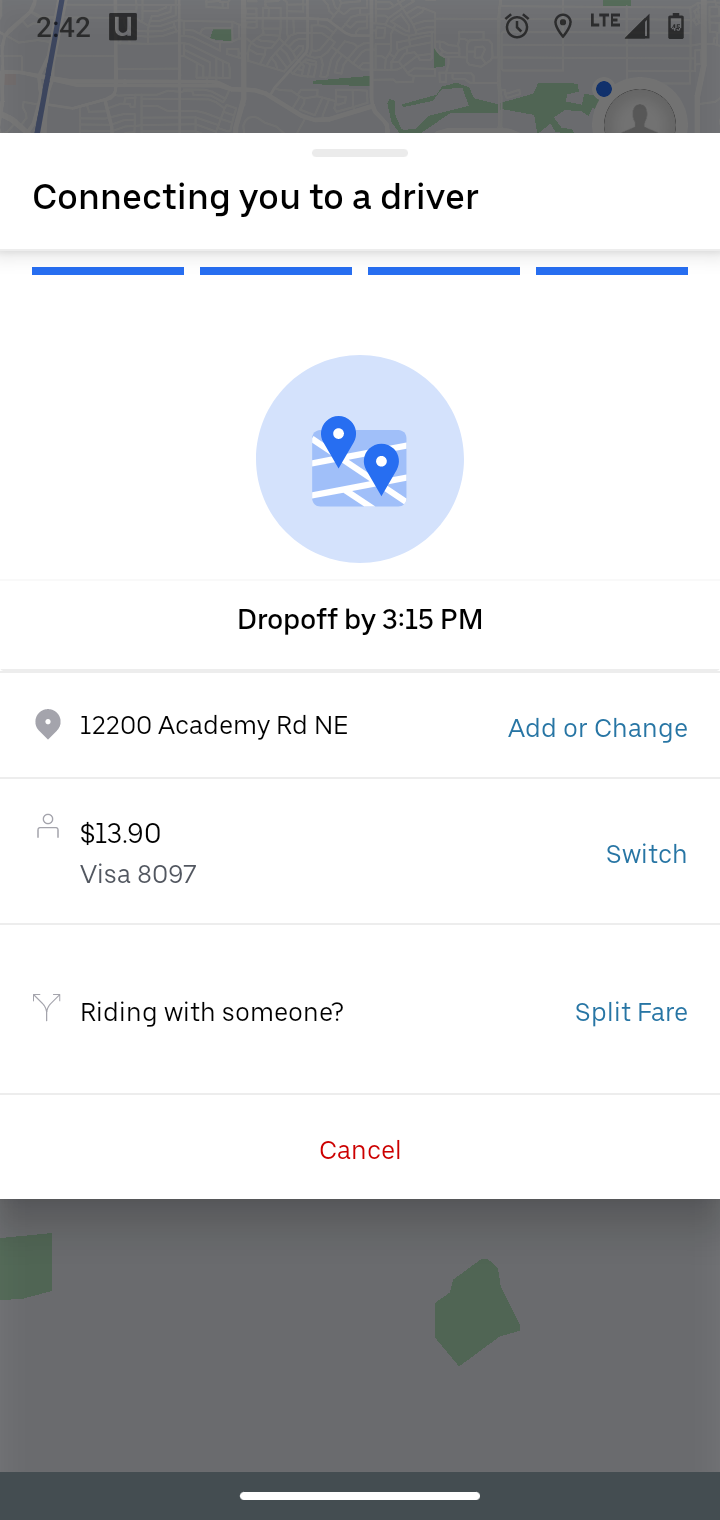 2:42 U LTE 45
Connecting you to a driver
Dropoff by 3:15 PM
12200 Academy Rd NE Add or Change
$13.90
Visa 8097
Switch
Riding with someone? Split Fare
Cancel